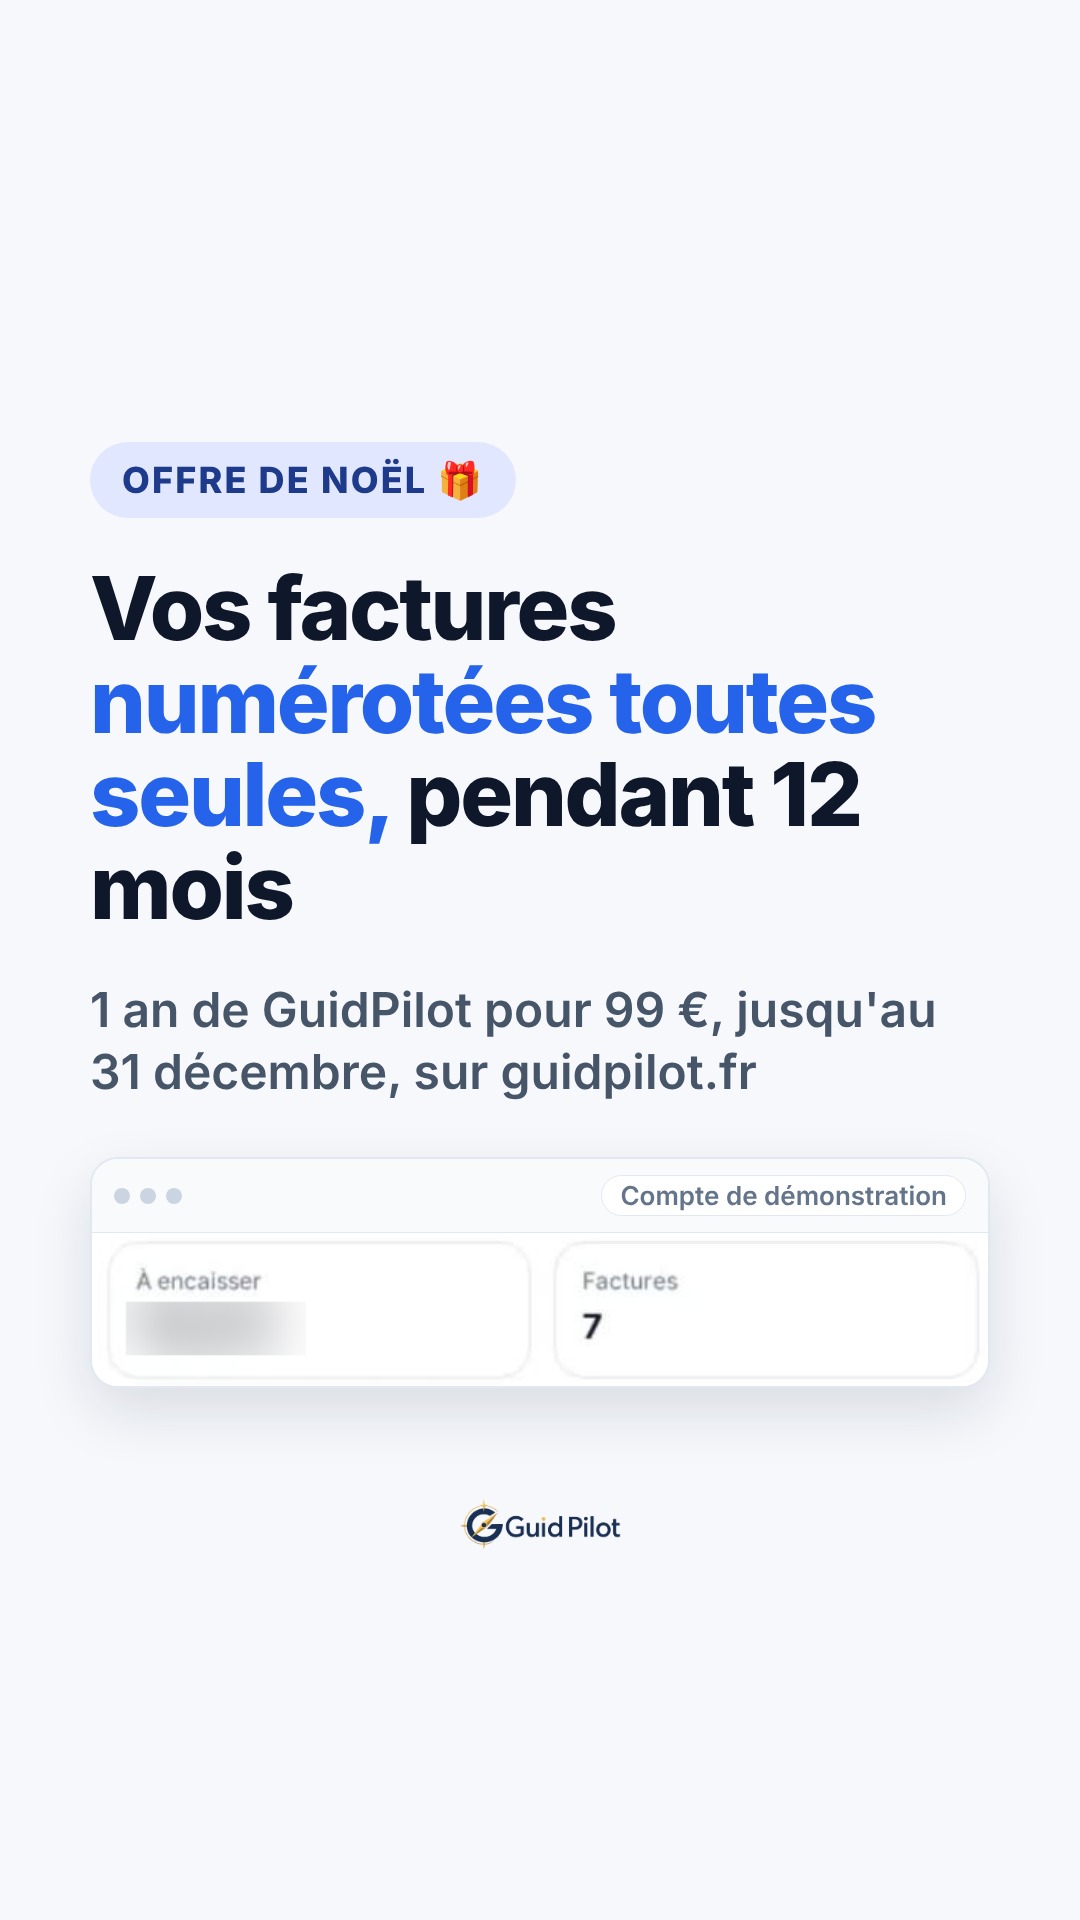 OFFRE DE NOËL 🎁
Vos factures
numérotées toutes
seules, pendant 12
mois
1 an de GuidPilot pour 99 €, jusqu'au
31 décembre, sur guidpilot.fr
Compte de démonstration
À encaisser
Factures
7
Guid Pilot